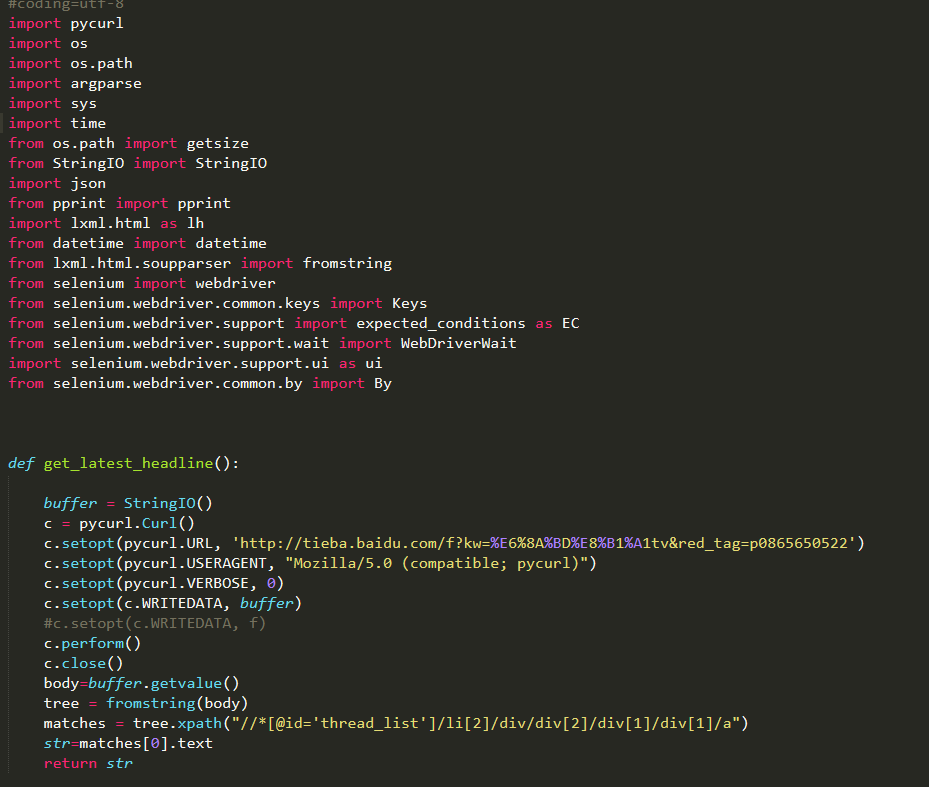 #coding=utf-8
import pycurl
import os
import os.path
import argparse
import sys
import time
from os.path import getsize
from StringIO import StringIO
import json
from pprint import pprint
import lxml.html as lh
from datetime import datetime
from lxml.html.soupparser import fromstring
from selenium import webdriver
from selenium.webdriver.common.keys import Keys
from selenium.webdriver.support import expected_conditions as EC
from selenium.webdriver.support.wait import WebDriverWait
import selenium.webdriver.support.ui as ui
from selenium.webdriver.common.by import By
def get_latest_headline():
    buffer = StringIO()
    c = pycurl.Curl()
    c.setopt(pycurl.URL, 'http://tieba.baidu.com/f?kw=%E6%8A%BD%E8%B1%A1tv&red_tag=p0865650522')
    c.setopt(pycurl.USERAGENT, "Mozilla/5.0 (compatible; pycurl)")
    c.setopt(pycurl.VERBOSE, 0)
    c.setopt(c.WRITEDATA, buffer)
    #c.setopt(c.WRITEDATA, f)
    c.perform()
    c.close()
    body=buffer.getvalue()
    tree = fromstring(body)
    matches = tree.xpath("//*[@id='thread_list']/li[2]/div/div[2]/div[1]/div[1]/a")
    str=matches[0].text
    return str